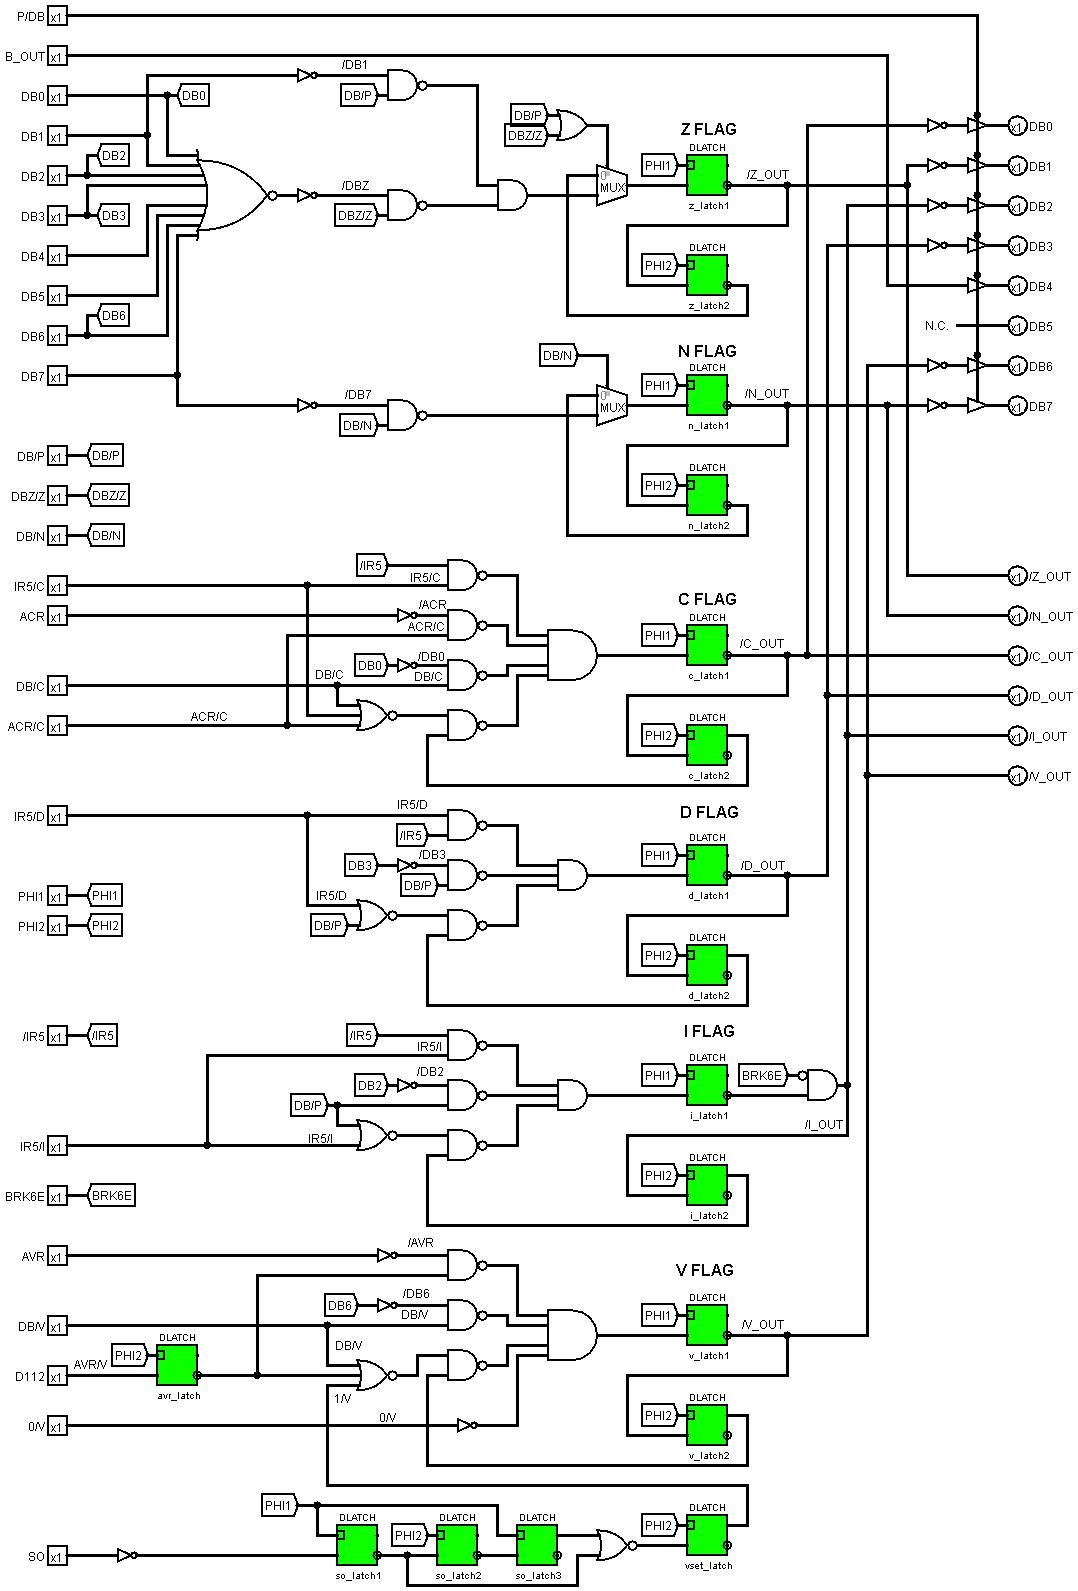 P/DB x1
B_OUT x1
/DB1
DB0 x1 DB0 DB/P DB/P
DB1 x1 DBZ/Z Z FLAG x1 DB0
DB2 DLATCH
DB2 x1 PHI1 x1 DB1
/DBZ MUX /Z_OUT
DB3 x1 DB3 DBZ/Z z_latch1 x1 DB2
DB4 x1 DLATCH x1 DB3
PHI2
DB5 x1 x1 DB4
DB6 z_latch2
DB6 x1 N.C. x1 DB5
DB/N N FLAG
DLATCH x1 DB6
DB7 x1 PHI1
/DB7 MUX /N_OUT x1 DB7
DB/N n_latch1
DB/P x1 DB/P DLATCH
PHI2
DBZ/Z x1 DBZ/Z
n_latch2
DB/N x1 DB/N
/IR5
IR5/C x1 IR5/C x1 /Z_OUT
/ACR C FLAG
ACR x1 DLATCH x1 /N_OUT
ACR/C PHI1
/C_OUT
DB0 /DB0 x1 /C_OUT
DB/C DB/C c_latch1
DB/C x1 x1 /D_OUT
ACR/C DLATCH
ACR/C x1 PHI2 x1 /I_OUT
c_latch2 x1 /V_OUT
IR5/D D FLAG
IR5/D x1
/IR5 DLATCH
/DB3 PHI1
DB3 /D_OUT
DB/P
PHI1 x1 PHI1 IR5/D d_latch1
PHI2 x1 PHI2 DB/P DLATCH
PHI2
d_latch2
/IR5 x1 /IR5 /IR5 I FLAG
IR5/I DLATCH
/DB2 PHI1 BRK6E
DB2
DB/P i_latch1
/I_OUT
IR5/I x1 IR5/I
DLATCH
PHI2
BRK6E x1 BRK6E
i_latch2
/AVR
AVR x1 V FLAG
/DB6 DLATCH
DB6 DB/V PHI1
DB/V x1 /V_OUT
DLATCH DB/V
PHI2 v_latch1
AVR/V
D112 x1
avr_latch 1/V DLATCH
0/V PHI2
0/V x1
v_latch2
PHI1 DLATCH
DLATCH DLATCH DLATCH
PHI2 PHI2
SO x1
so_latch1 so_latch2 so_latch3 vset_latch